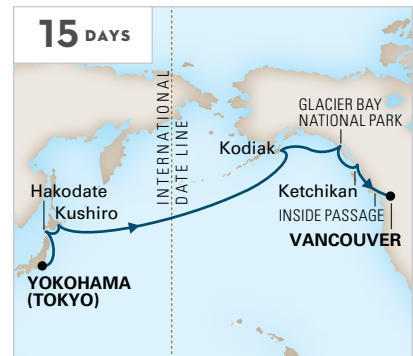 15 DAYS
INTERNATIONAL
DATE LINE
GLACIER BAY
NATIONAL PARK
Kodiak
Hakodate
Kushiro
Ketchikan
INSIDE PASSAGE
VANCOUVER
YOKOHAMA
(TOKYO)